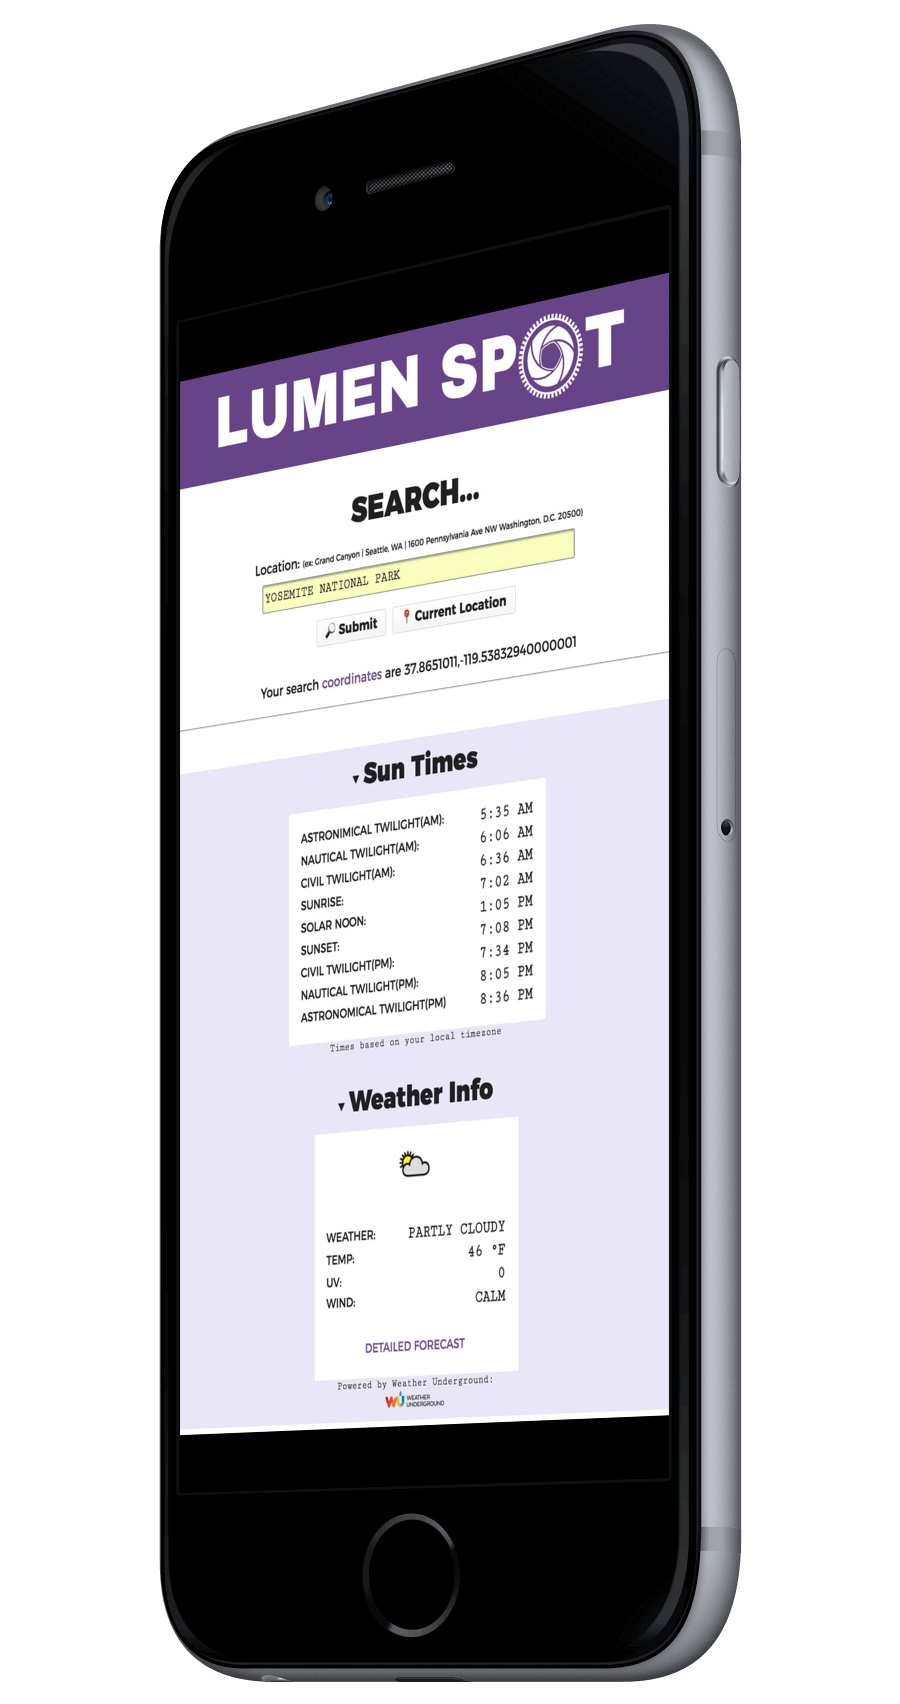 LUMEN SPOT
SEARCH...
Location: (ex: Grand Canyon | Seattle, WA | 1600 Pennsylvania Ave NW Washington, D.C. 20500)
YOSEMITE NATIONAL PARK
Submit Current Location
Your search coordinates are 37.8651011,-119.53832940000001
▾ Sun Times
ASTRONIMICAL TWILIGHT(AM): 5:35 AM
NAUTICAL TWILIGHT(AM): 6:06 AM
CIVIL TWILIGHT(AM): 6:36 AM
SUNRISE: 7:02 AM
SOLAR NOON: 1:05 PM
SUNSET: 7:08 PM
CIVIL TWILIGHT(PM): 7:34 PM
NAUTICAL TWILIGHT(PM): 8:05 PM
ASTRONOMICAL TWILIGHT(PM) 8:36 PM
Times based on your local timezone
▾ Weather Info
WEATHER: PARTLY CLOUDY
TEMP: 46 °F
UV: 0
WIND: CALM
DETAILED FORECAST
Powered by Weather Underground:
WU WEATHER
UNDERGROUND